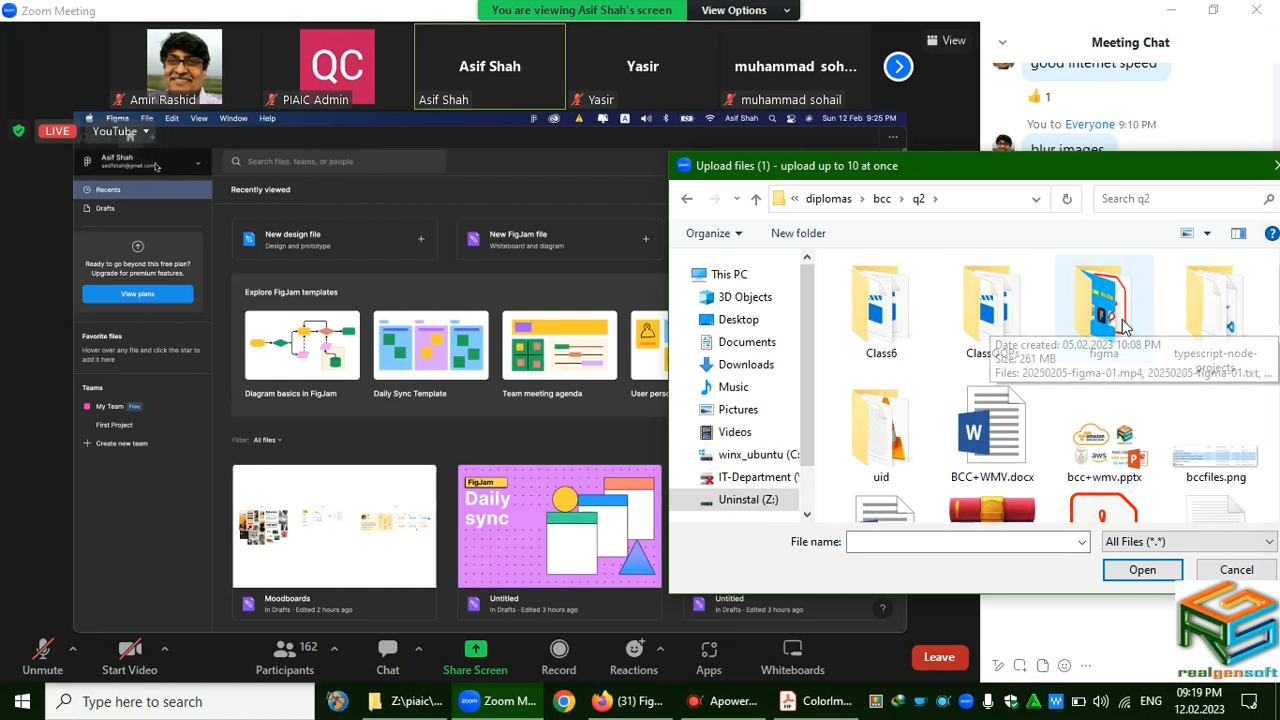 Zoom Meeting
You are viewing Asif Shah's screen
View Options
View
QC
Asif Shah
Yasir
muhammad soh...
Amir Rashid
PIAIC Admin
Asif Shah
Yasir
muhammad sohail
Meeting Chat
good internet speed
1
You to Everyone 9:10 PM
blur images
Figma File Edit View Window Help
A Asif Shah Sun 12 Feb 9:25 PM
LIVE
YouTube
Asif Shah
Search files, teams, or people
Recents
Drafts
Ready to go beyond this free plan?
Upgrade for premium features.
View plans
Favorite files
Hover over any file and click the star to
add it here
Teams
My Team Free
First Project
Create new team
Recently viewed
New design file
Design and prototype
New FigJam file
Whiteboard and diagram
Explore FigJam templates
Diagram basics in FigJam
Daily Sync Template
Team meeting agenda
User perso
Filter: All files
FigJam
Daily
sync
Moodboards
In Drafts · Edited 2 hours ago
Untitled
In Drafts · Edited 3 hours ago
Untitled
In Drafts · Edited 3 hours ago
?
Upload files (1) - upload up to 10 at once
« diplomas > bcc > q2 >
Search q2
Organize
New folder
This PC
3D Objects
Desktop
Documents
Downloads
Music
Pictures
Videos
winx_ubuntu (C:
IT-Department (\
Uninstal (Z:)
Class6
figma
typescript-node-
projects
Date created: 05.02.2023 10:08 PM
Size: 261 MB
Files: 20250205-figma-01.mp4, 20250205-figma-01.txt, ...
uid
BCC+WMV.docx
bcc+wmv.pptx
bccfiles.png
File name:
All Files (*.*)
Open
Cancel
realgensoft
Unmute
Start Video
162
Participants
Chat
Share Screen
Record
Reactions
Apps
Whiteboards
Leave
Type here to search
Z:\piaic\...
Zoom M...
(31) Fig...
Apower...
ColorIm...
ENG
09:19 PM
12.02.2023